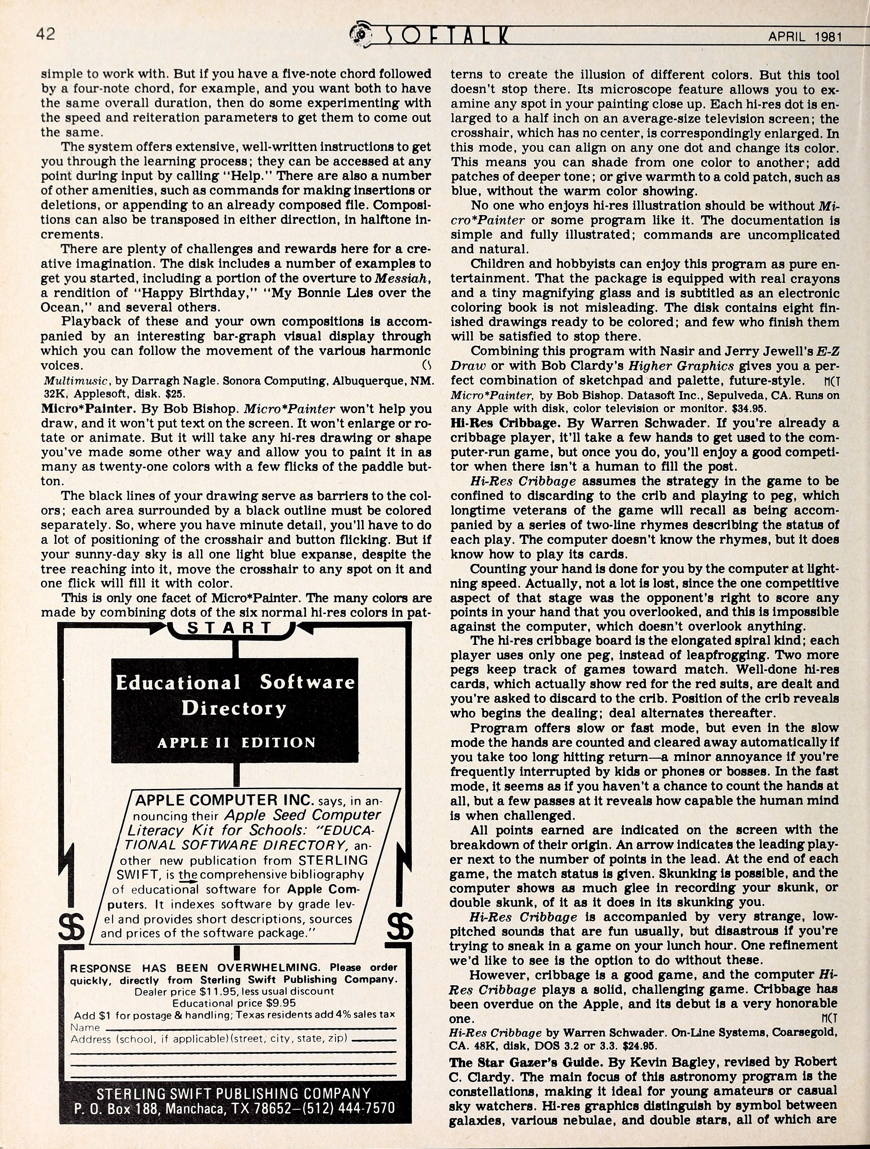 42
SOFTALK
APRIL 1981
simple to work with. But if you have a five-note chord followed
by a four-note chord, for example, and you want both to have
the same overall duration, then do some experimenting with
the speed and reiteration parameters to get them to come out
the same.
The system offers extensive, well-written instructions to get
you through the learning process; they can be accessed at any
point during input by calling "Help." There are also a number
of other amenities, such as commands for making insertions or
deletions, or appending to an already composed file. Composi-
tions can also be transposed in either direction, in halftone in-
crements.
There are plenty of challenges and rewards here for a cre-
ative imagination. The disk includes a number of examples to
get you started, including a portion of the overture to Messiah,
a rendition of "Happy Birthday," "My Bonnie Lies over the
Ocean," and several others.
Playback of these and your own compositions is accom-
panied by an interesting bar-graph visual display through
which you can follow the movement of the various harmonic
voices.
Multimusic, by Darragh Nagle. Sonora Computing, Albuquerque, NM.
32K, Applesoft, disk. $25.
Micro*Painter. By Bob Bishop. Micro*Painter won't help you
draw, and it won't put text on the screen. It won't enlarge or ro-
tate or animate. But it will take any hi-res drawing or shape
you've made some other way and allow you to paint it in as
many as twenty-one colors with a few flicks of the paddle but-
ton.
The black lines of your drawing serve as barriers to the col-
ors; each area surrounded by a black outline must be colored
separately. So, where you have minute detail, you'll have to do
a lot of positioning of the crosshair and button flicking. But if
your sunny-day sky is all one light blue expanse, despite the
tree reaching into it, move the crosshair to any spot on it and
one flick will fill it with color.
This is only one facet of Micro*Painter. The many colors are
made by combining dots of the six normal hi-res colors in pat-
START
Educational Software
Directory
APPLE II EDITION
APPLE COMPUTER INC. says, in an-
nouncing their Apple Seed Computer
Literacy Kit for Schools: "EDUCA-
TIONAL SOFTWARE DIRECTORY, an-
other new publication from STERLING
SWIFT, is the comprehensive bibliography
of educational software for Apple Com-
puters. It indexes software by grade lev-
el and provides short descriptions, sources
and prices of the software package."
$$ $$
RESPONSE HAS BEEN OVERWHELMING. Please order
quickly, directly from Sterling Swift Publishing Company.
Dealer price $11.95, less usual discount
Educational price $9.95
Add $1 for postage & handling; Texas residents add 4% sales tax
Name
Address (school, if applicable) (street, city, state, zip)
STERLING SWIFT PUBLISHING COMPANY
P. O. Box 188, Manchaca, TX 78652–(512) 444-7570
terns to create the illusion of different colors. But this tool
doesn't stop there. Its microscope feature allows you to ex-
amine any spot in your painting close up. Each hi-res dot is en-
larged to a half inch on an average-size television screen; the
crosshair, which has no center, is correspondingly enlarged. In
this mode, you can align on any one dot and change its color.
This means you can shade from one color to another; add
patches of deeper tone; or give warmth to a cold patch, such as
blue, without the warm color showing.
No one who enjoys hi-res illustration should be without Mi-
cro*Painter or some program like it. The documentation is
simple and fully illustrated; commands are uncomplicated
and natural.
Children and hobbyists can enjoy this program as pure en-
tertainment. That the package is equipped with real crayons
and a tiny magnifying glass and is subtitled as an electronic
coloring book is not misleading. The disk contains eight fin-
ished drawings ready to be colored; and few who finish them
will be satisfied to stop there.
Combining this program with Nasir and Jerry Jewell's E-Z
Draw or with Bob Clardy's Higher Graphics gives you a per-
fect combination of sketchpad and palette, future-style. MCT
Micro*Painter, by Bob Bishop. Datasoft Inc., Sepulveda, CA. Runs on
any Apple with disk, color television or monitor. $34.95.
Hi-Res Cribbage. By Warren Schwader. If you're already a
cribbage player, it'll take a few hands to get used to the com-
puter-run game, but once you do, you'll enjoy a good competi-
tor when there isn't a human to fill the post.
Hi-Res Cribbage assumes the strategy in the game to be
confined to discarding to the crib and playing to peg, which
longtime veterans of the game will recall as being accom-
panied by a series of two-line rhymes describing the status of
each play. The computer doesn't know the rhymes, but it does
know how to play its cards.
Counting your hand is done for you by the computer at light-
ning speed. Actually, not a lot is lost, since the one competitive
aspect of that stage was the opponent's right to score any
points in your hand that you overlooked, and this is impossible
against the computer, which doesn't overlook anything.
The hi-res cribbage board is the elongated spiral kind; each
player uses only one peg, instead of leapfrogging. Two more
pegs keep track of games toward match. Well-done hi-res
cards, which actually show red for the red suits, are dealt and
you're asked to discard to the crib. Position of the crib reveals
who begins the dealing; deal alternates thereafter.
Program offers slow or fast mode, but even in the slow
mode the hands are counted and cleared away automatically if
you take too long hitting return—a minor annoyance if you're
frequently interrupted by kids or phones or bosses. In the fast
mode, it seems as if you haven't a chance to count the hands at
all, but a few passes at it reveals how capable the human mind
is when challenged.
All points earned are indicated on the screen with the
breakdown of their origin. An arrow indicates the leading play-
er next to the number of points in the lead. At the end of each
game, the match status is given. Skunking is possible, and the
computer shows as much glee in recording your skunk, or
double skunk, of it as it does in its skunking you.
Hi-Res Cribbage is accompanied by very strange, low-
pitched sounds that are fun usually, but disastrous if you're
trying to sneak in a game on your lunch hour. One refinement
we'd like to see is the option to do without these.
However, cribbage is a good game, and the computer Hi-
Res Cribbage plays a solid, challenging game. Cribbage has
been overdue on the Apple, and its debut is a very honorable
one. MCT
Hi-Res Cribbage by Warren Schwader. On-Line Systems, Coarsegold,
CA. 48K, disk, DOS 3.2 or 3.3. $24.95.
The Star Gazer's Guide. By Kevin Bagley, revised by Robert
C. Clardy. The main focus of this astronomy program is the
constellations, making it ideal for young amateurs or casual
sky watchers. Hi-res graphics distinguish by symbol between
galaxies, various nebulae, and double stars, all of which are